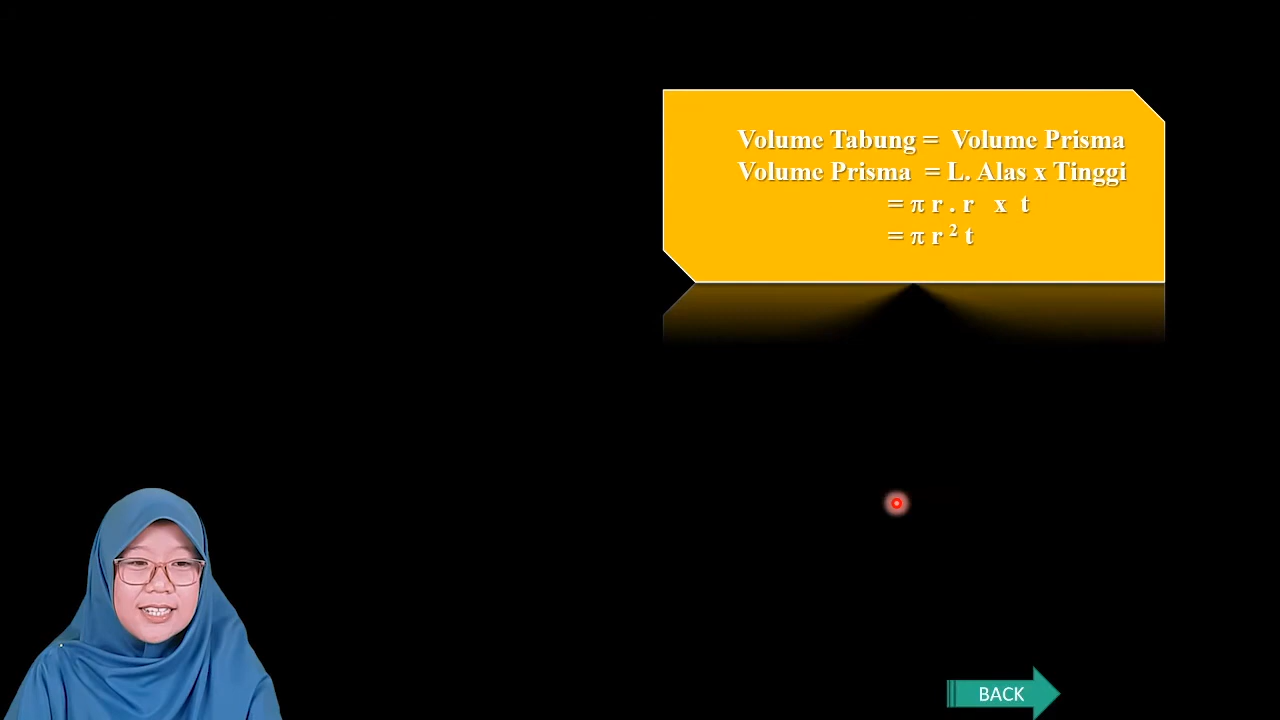 Volume Tabung = Volume Prisma
Volume Prisma = L. Alas x Tinggi
= π r . r x t
= π r ² t
BACK